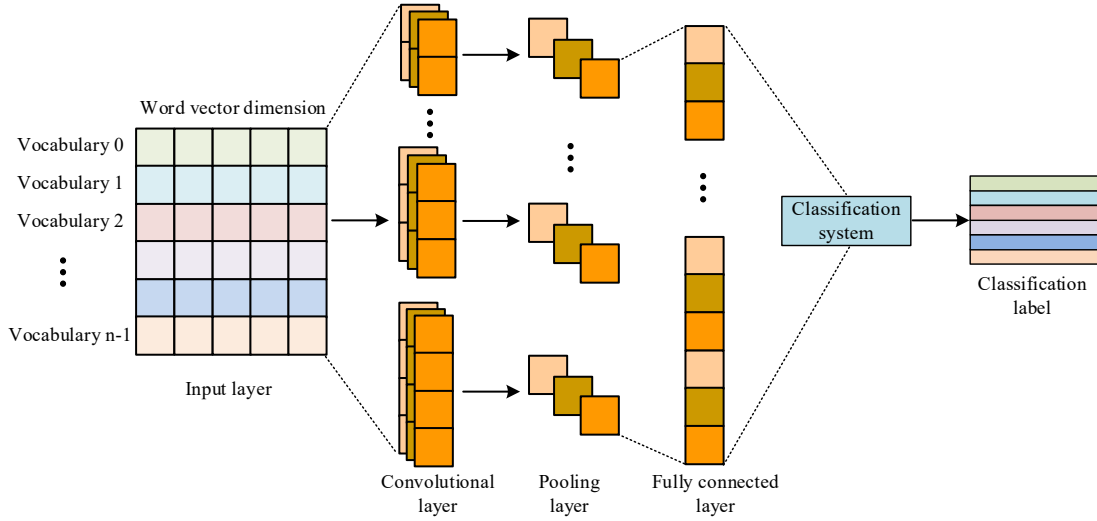 Word vector dimension
Vocabulary 0
Vocabulary 1
Vocabulary 2
Vocabulary n-1
Input layer
Convolutional
layer
Pooling
layer
Fully connected
layer
Classification
system
Classification
label